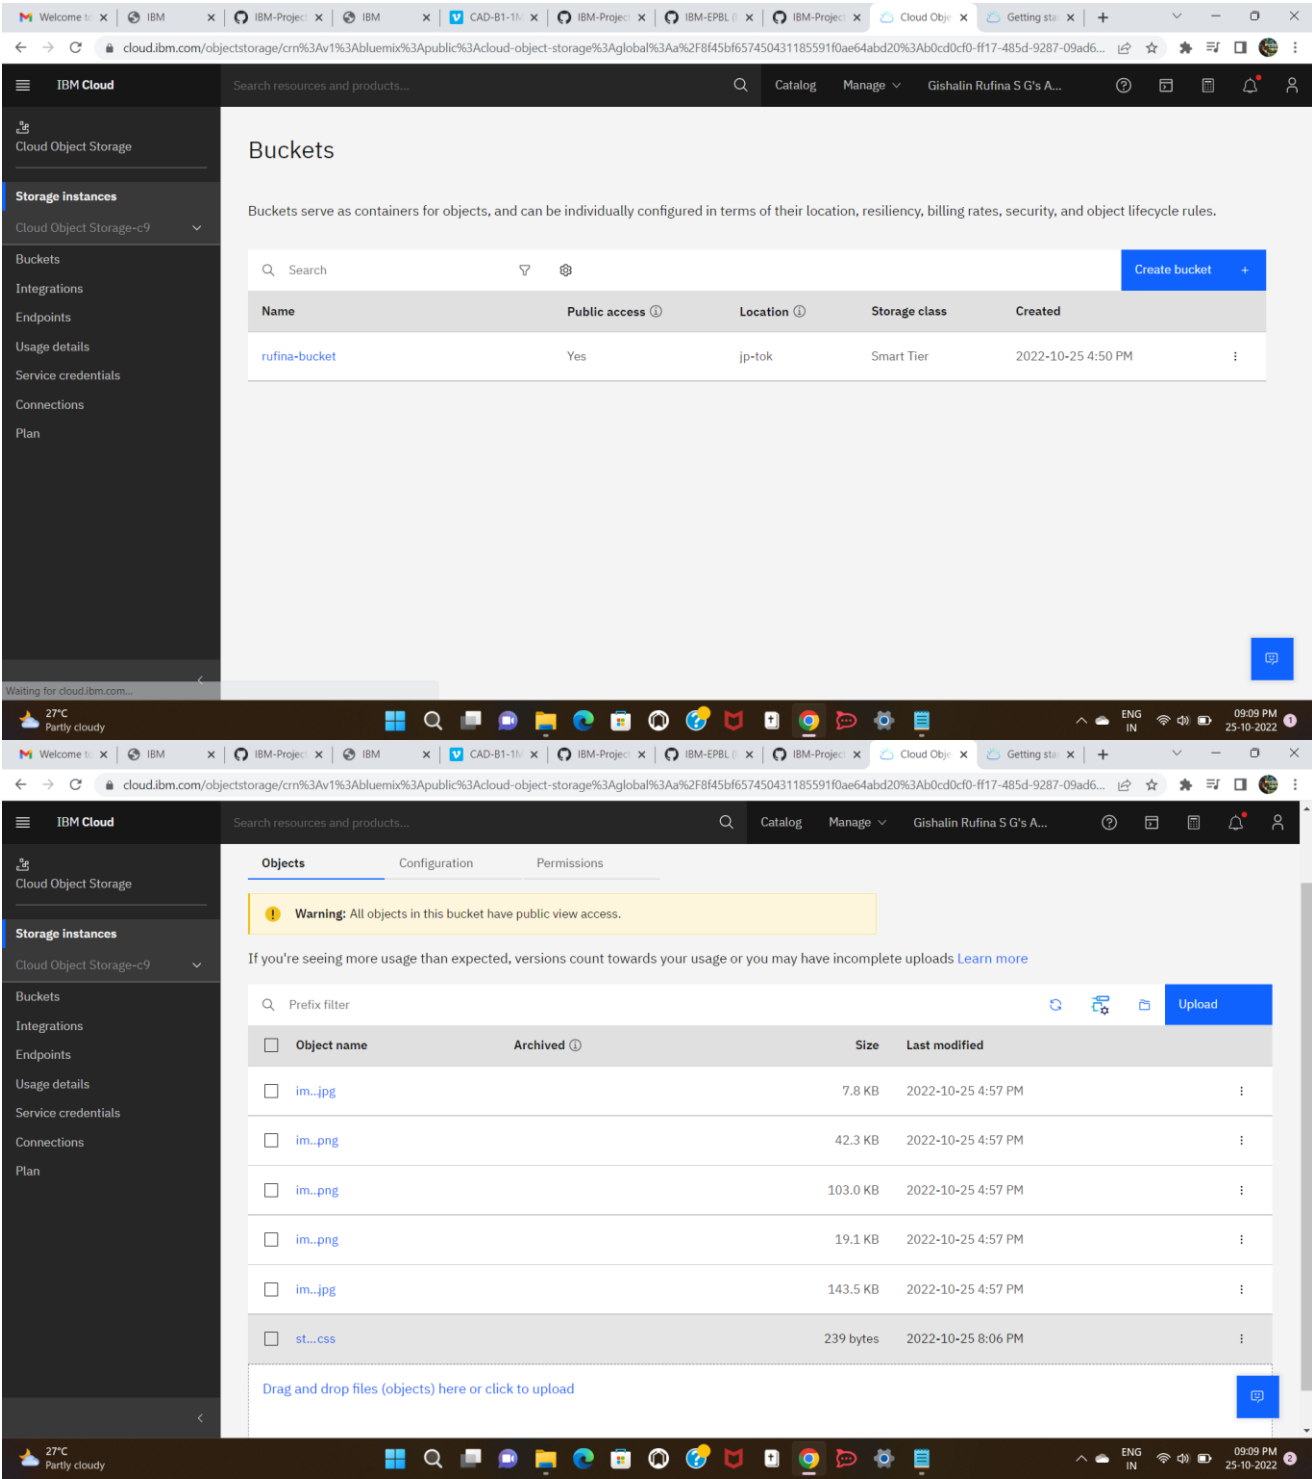 Welcome to
IBM
IBM-Project
IBM
CAD-B1-1M
IBM-Project
IBM-EPBL
IBM-Project
Cloud Obje
Getting sta
cloud.ibm.com/objectstorage/crn%3Av1%3Abluemix%3Apublic%3Acloud-object-storage%3Aglobal%3Aa%2F8f45bf657450431185591f0ae64abd20%3Ab0cd0cf0-ff17-485d-9287-09ad6...
IBM Cloud
Search resources and products...
Catalog
Manage
Gishalin Rufina S G's A...
Cloud Object Storage
Storage instances
Cloud Object Storage-c9
Buckets
Integrations
Endpoints
Usage details
Service credentials
Connections
Plan
Buckets
Buckets serve as containers for objects, and can be individually configured in terms of their location, resiliency, billing rates, security, and object lifecycle rules.
Search
Create bucket +
Name Public access Location Storage class Created
rufina-bucket Yes jp-tok Smart Tier 2022-10-25 4:50 PM
Waiting for cloud.ibm.com...
27°C
Partly cloudy
ENG
IN
09:09 PM
25-10-2022
1
Welcome to
IBM
IBM-Project
IBM
CAD-B1-1M
IBM-Project
IBM-EPBL
IBM-Project
Cloud Obje
Getting sta
cloud.ibm.com/objectstorage/crn%3Av1%3Abluemix%3Apublic%3Acloud-object-storage%3Aglobal%3Aa%2F8f45bf657450431185591f0ae64abd20%3Ab0cd0cf0-ff17-485d-9287-09ad6...
IBM Cloud
Search resources and products...
Catalog
Manage
Gishalin Rufina S G's A...
Cloud Object Storage
Storage instances
Cloud Object Storage-c9
Buckets
Integrations
Endpoints
Usage details
Service credentials
Connections
Plan
Objects Configuration Permissions
Warning: All objects in this bucket have public view access.
If you're seeing more usage than expected, versions count towards your usage or you may have incomplete uploads Learn more
Prefix filter
Upload
Object name Archived Size Last modified
im...jpg 7.8 KB 2022-10-25 4:57 PM
im...png 42.3 KB 2022-10-25 4:57 PM
im...png 103.0 KB 2022-10-25 4:57 PM
im...png 19.1 KB 2022-10-25 4:57 PM
im...jpg 143.5 KB 2022-10-25 4:57 PM
st...css 239 bytes 2022-10-25 8:06 PM
Drag and drop files (objects) here or click to upload
27°C
Partly cloudy
ENG
IN
09:09 PM
25-10-2022
2